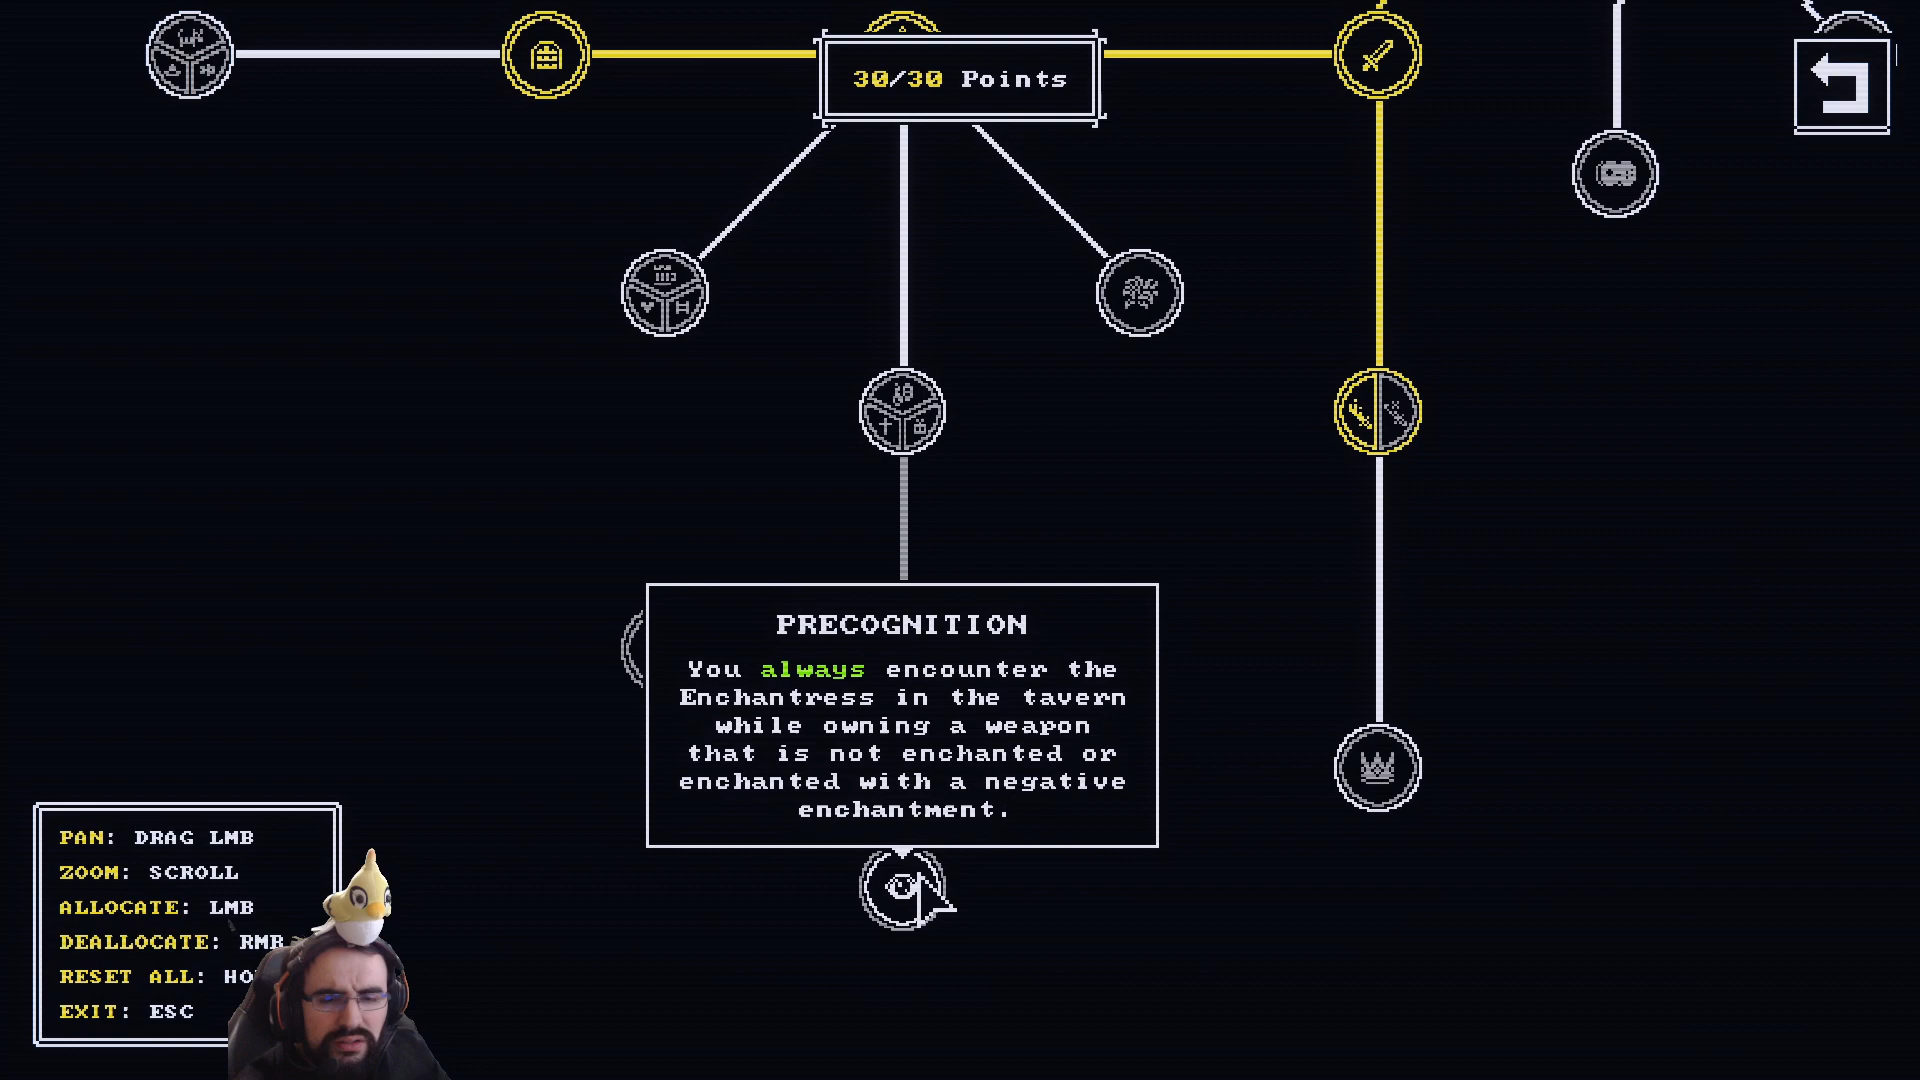 30/30 Points
PRECOGNITION
You always encounter the
Enchantress in the tavern
while owning a weapon
that is not enchanted or
enchanted with a negative
enchantment.
PAN: DRAG LMB
ZOOM: SCROLL
ALLOCATE: LMB
DEALLOCATE: RMB
RESET ALL:
EXIT: ESC